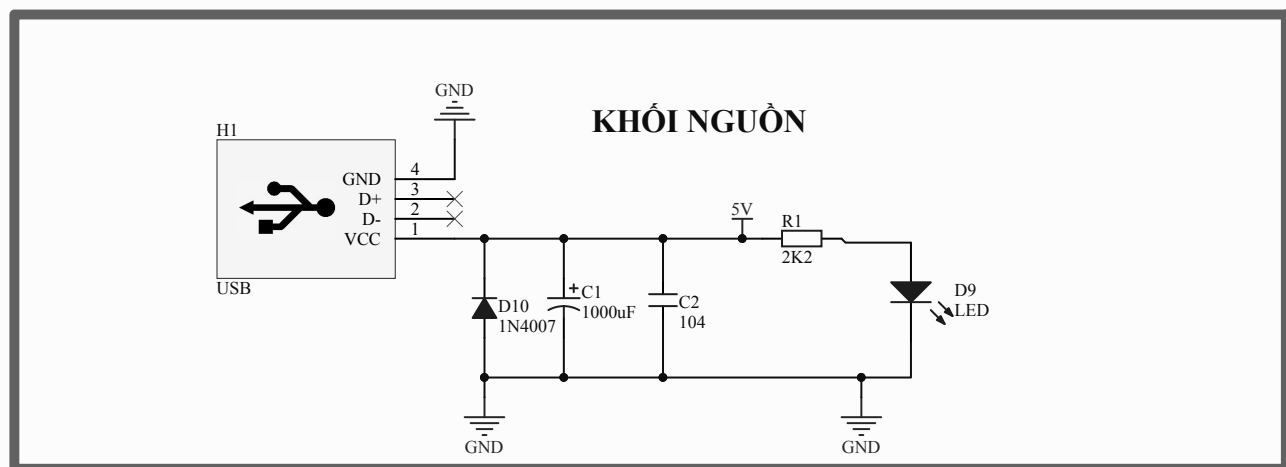 GND
KHỐI NGUỒN
H1
GND 4
D+ 3
D- 2
VCC 1
USB
5V
R1
2K2
D10
1N4007
+ C1
1000uF
C2
104
D9
LED
GND
GND